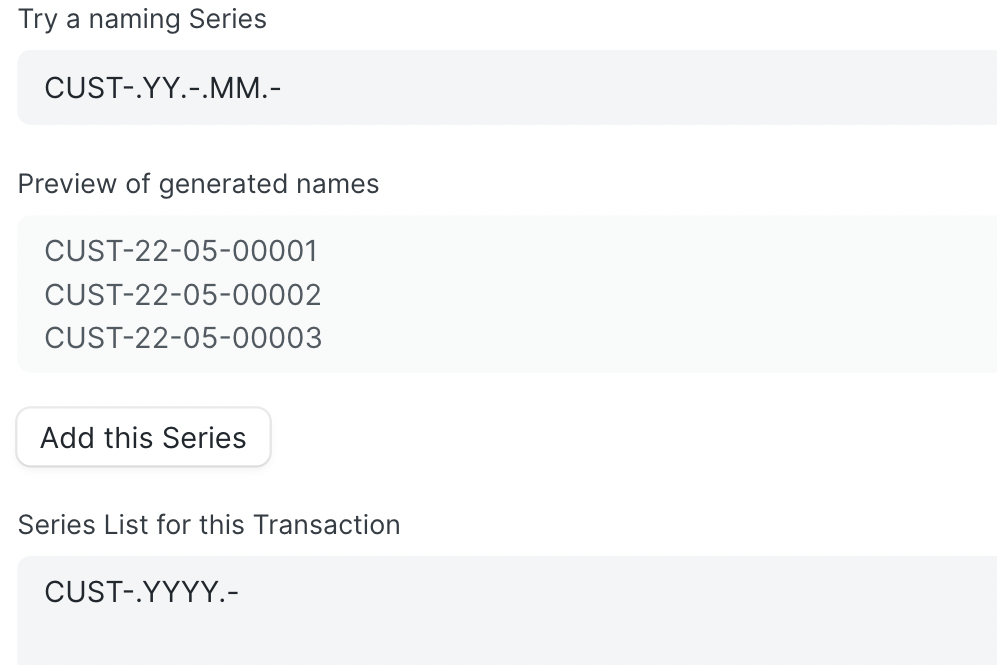 Try a naming Series
CUST-.YY.-.MM.-
Preview of generated names
CUST-22-05-00001
CUST-22-05-00002
CUST-22-05-00003
Add this Series
Series List for this Transaction
CUST-.YYYY.-